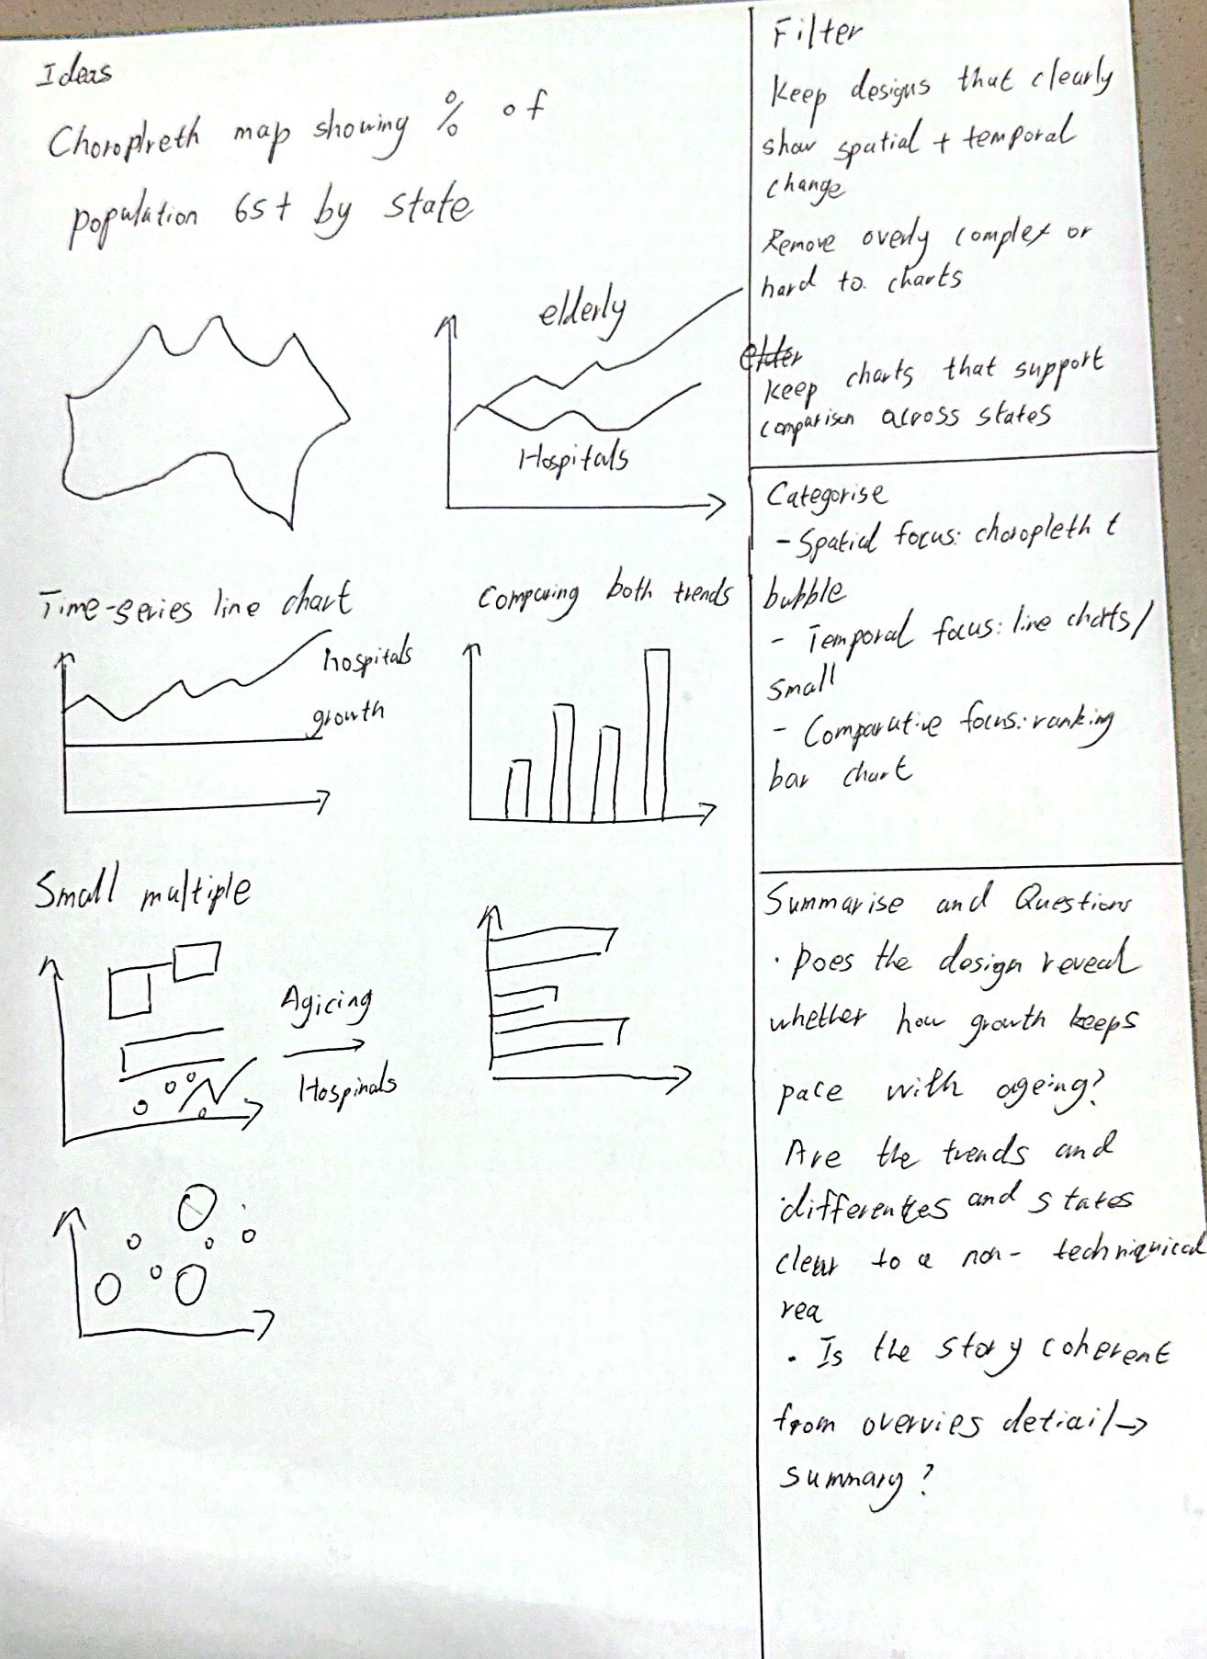 Ideas
Choroplreth map showing % of
population 65+ by state
elderly
Hospitals
Time-series line chart
Comparing both trends
hospitals
growth
Small multiple
Agicing
Hospinals
Filter
Keep designs that clearly
show spatial + temporal
change
Remove overly complex or
hard to charts
elder
keep charts that support
comparison across states
Categorise
- Spatial focus: choropleth t
bubble
- Temporal focus: line chatts/
small
- Comparative focus: ranking
bar chart
Summarise and Questions
• Does the design reveal
whether how growth keeps
pace with ageing?
Are the trends and
differences and states
clear to a non- techniquical
rea
• Is the story coherent
from overvies detiail→
summary?